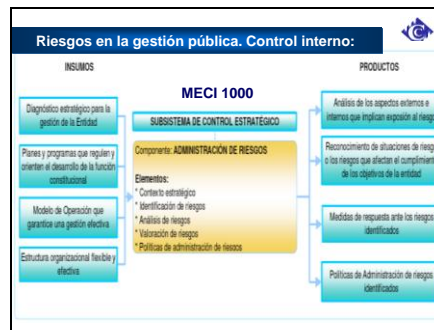 Riesgos en la gestión pública. Control interno:
INSUMOS
PRODUCTOS
MECI 1000
Diagnóstico estratégico para la
gestión de la Entidad
Planes y programas que regulen y
orienten el desarrollo de la función
constitucional
Modelo de Operación que
garantice una gestión efectiva
Estructura organizacional flexible y
efectiva
SUBSISTEMA DE CONTROL ESTRATÉGICO
Componente: ADMINISTRACIÓN DE RIESGOS
Elementos:
* Contexto estratégico
* Identificación de riesgos
* Análisis de riesgos
* Valoración de riesgos
* Políticas de administración de riesgos
Análisis de los aspectos externos e
internos que implican exposición al riesgo
Reconocimiento de situaciones de riesgo
o los riesgos que afectan el cumplimiento
de los objetivos de la entidad
Medidas de respuesta ante los riesgos
identificados
Políticas de Administración de riesgos
identificados